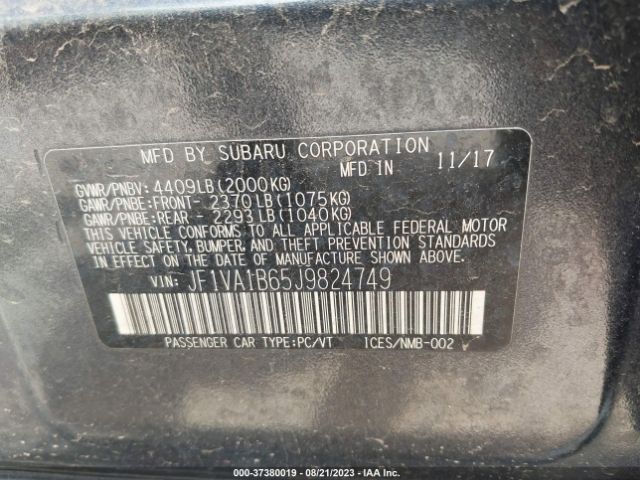 MFD BY SUBARU CORPORATION
MFD IN 11/17
GVWR/PNBV: 4409LB(2000KG)
GAWR/PNBE:FRONT- 2370LB(1075KG)
GAWR/PNBE:REAR - 2293LB(1040KG)
THIS VEHICLE CONFORMS TO ALL APPLICABLE FEDERAL MOTOR
VEHICLE SAFETY, BUMPER, AND THEFT PREVENTION STANDARDS
IN EFFECT ON THE DATE OF MANUFACTURE SHOWN ABOVE.
VIN: JF1VA1B65J9824749
PASSENGER CAR TYPE:PC/VT ICES/NMB-002
000-37380019 - 08/21/2023 - IAA Inc.